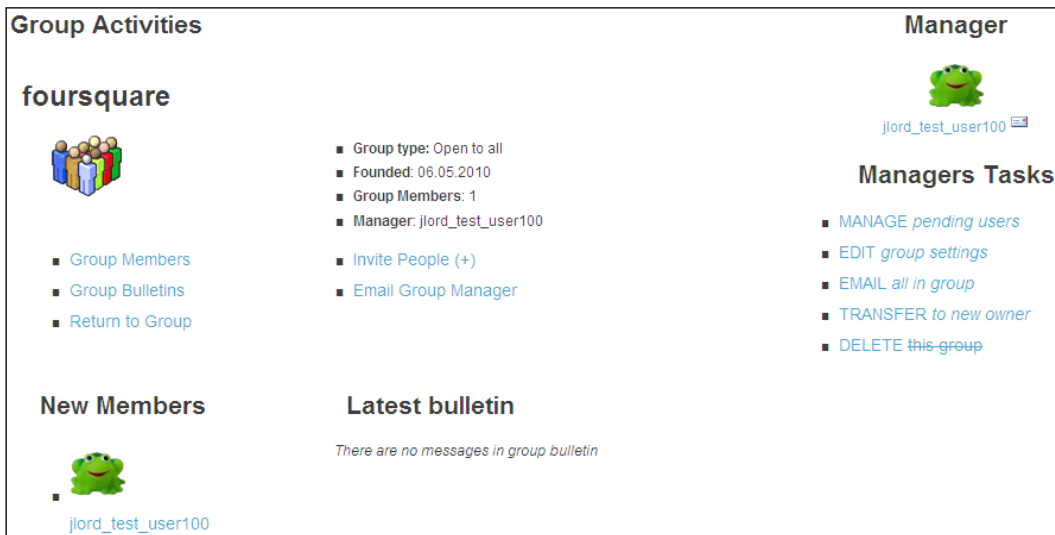 Group Activities
foursquare
Group type: Open to all
Founded: 06.05.2010
Group Members: 1
Manager: jlord_test_user100
Group Members
Group Bulletins
Return to Group
Invite People (+)
Email Group Manager
New Members
jlord_test_user100
Latest bulletin
There are no messages in group bulletin
Manager
jlord_test_user100
Managers Tasks
MANAGE pending users
EDIT group settings
EMAIL all in group
TRANSFER to new owner
DELETE this group